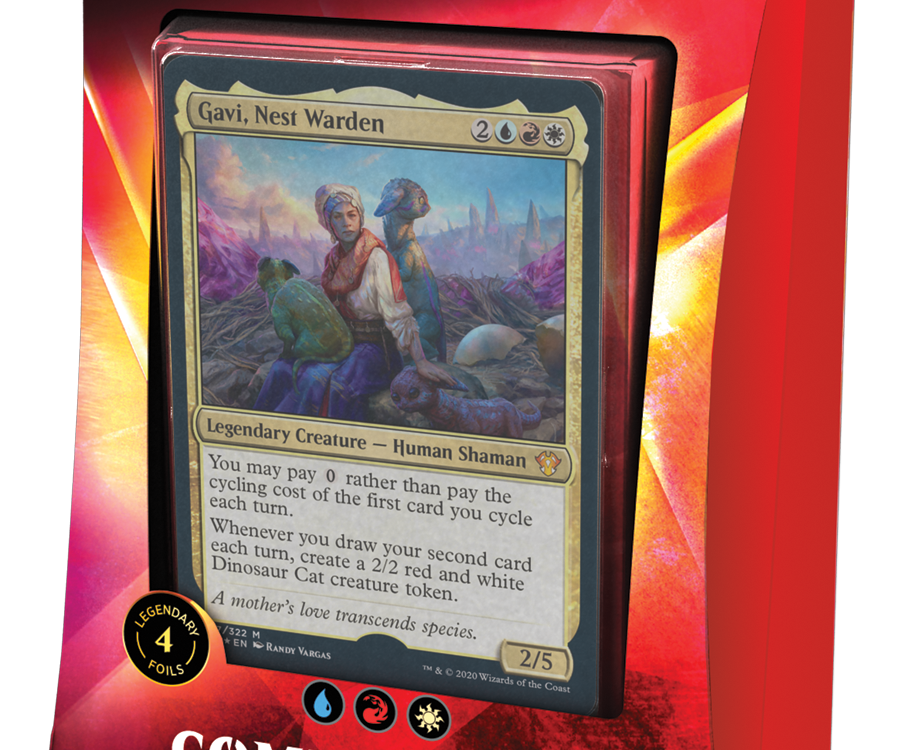 Gavi, Nest Warden
2
Legendary Creature — Human Shaman
You may pay 0 rather than pay the
cycling cost of the first card you cycle
each turn.
Whenever you draw your second card
each turn, create a 2/2 red and white
Dinosaur Cat creature token.
A mother's love transcends species.
/322 M
EN RANDY VARGAS
2/5
™ & © 2020 Wizards of the Coast
LEGENDARY
4
FOILS